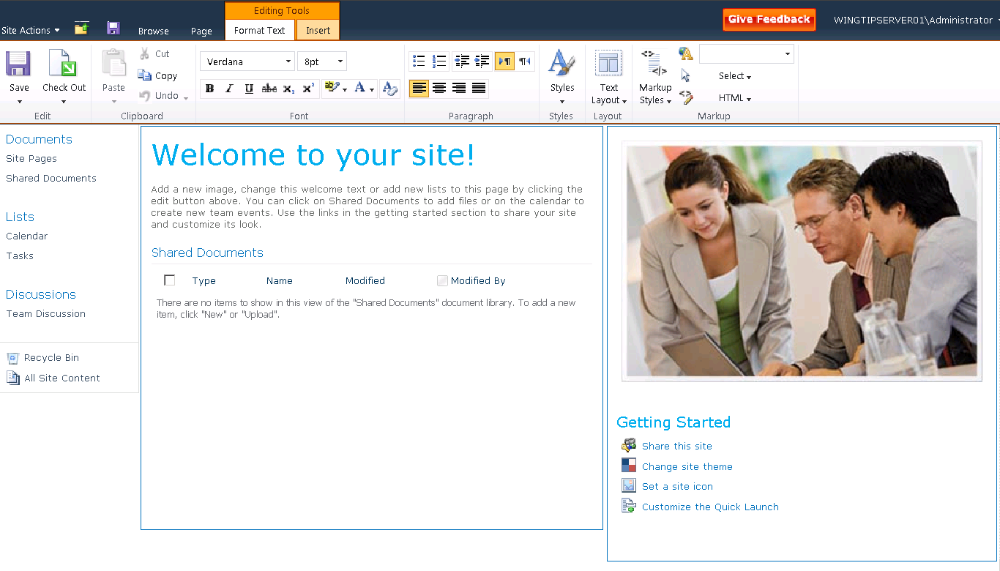 Editing Tools
Give Feedback
WINGTIPSERVER01\Administrator
Site Actions
Browse
Page
Format Text
Insert
Save
Check Out
Edit
Paste
Cut
Copy
Undo
Clipboard
Verdana
8pt
B I U abc x₂ x²
ab A A
Font
Paragraph
Styles
Styles
Text
Layout
Layout
Markup
Styles
Select
HTML
Markup
Documents
Site Pages
Shared Documents
Lists
Calendar
Tasks
Discussions
Team Discussion
Recycle Bin
All Site Content
Welcome to your site!
Add a new image, change this welcome text or add new lists to this page by clicking the
edit button above. You can click on Shared Documents to add files or on the calendar to
create new team events. Use the links in the getting started section to share your site
and customize its look.
Shared Documents
Type Name Modified Modified By
There are no items to show in this view of the "Shared Documents" document library. To add a new
item, click "New" or "Upload".
Getting Started
Share this site
Change site theme
Set a site icon
Customize the Quick Launch